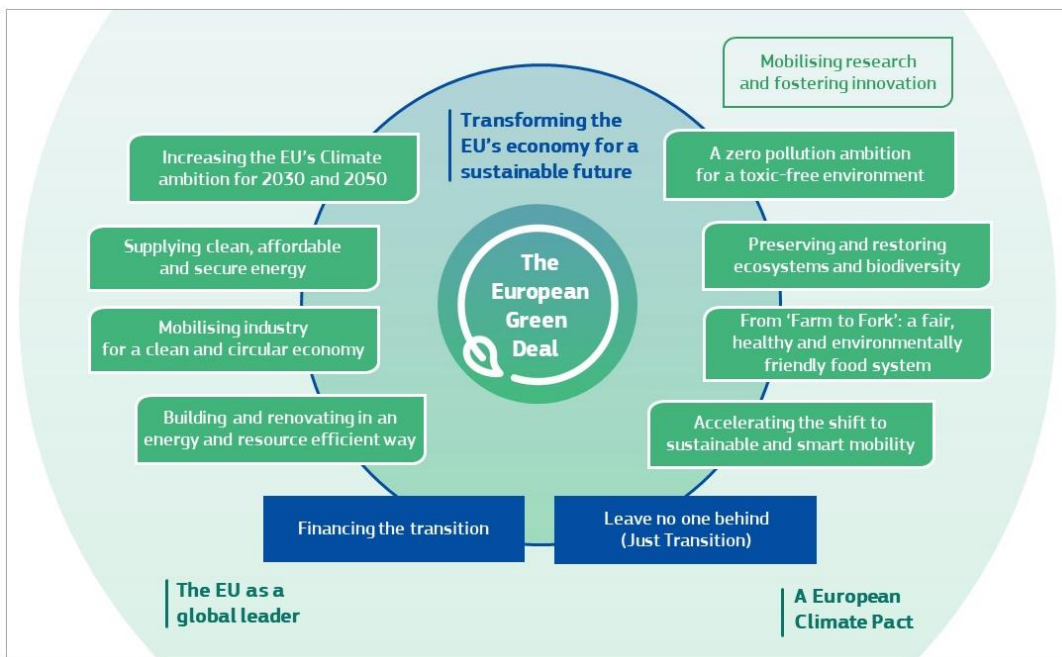 Mobilising research
and fostering innovation
Transforming the
EU's economy for a
sustainable future
Increasing the EU's Climate
ambition for 2030 and 2050
A zero pollution ambition
for a toxic-free environment
Supplying clean, affordable
and secure energy
The
European
Green
Deal
Preserving and restoring
ecosystems and biodiversity
Mobilising industry
for a clean and circular economy
From ‘Farm to Fork’: a fair,
healthy and environmentally
friendly food system
Building and renovating in an
energy and resource efficient way
Accelerating the shift to
sustainable and smart mobility
Financing the transition
Leave no one behind
(Just Transition)
The EU as a
global leader
A European
Climate Pact